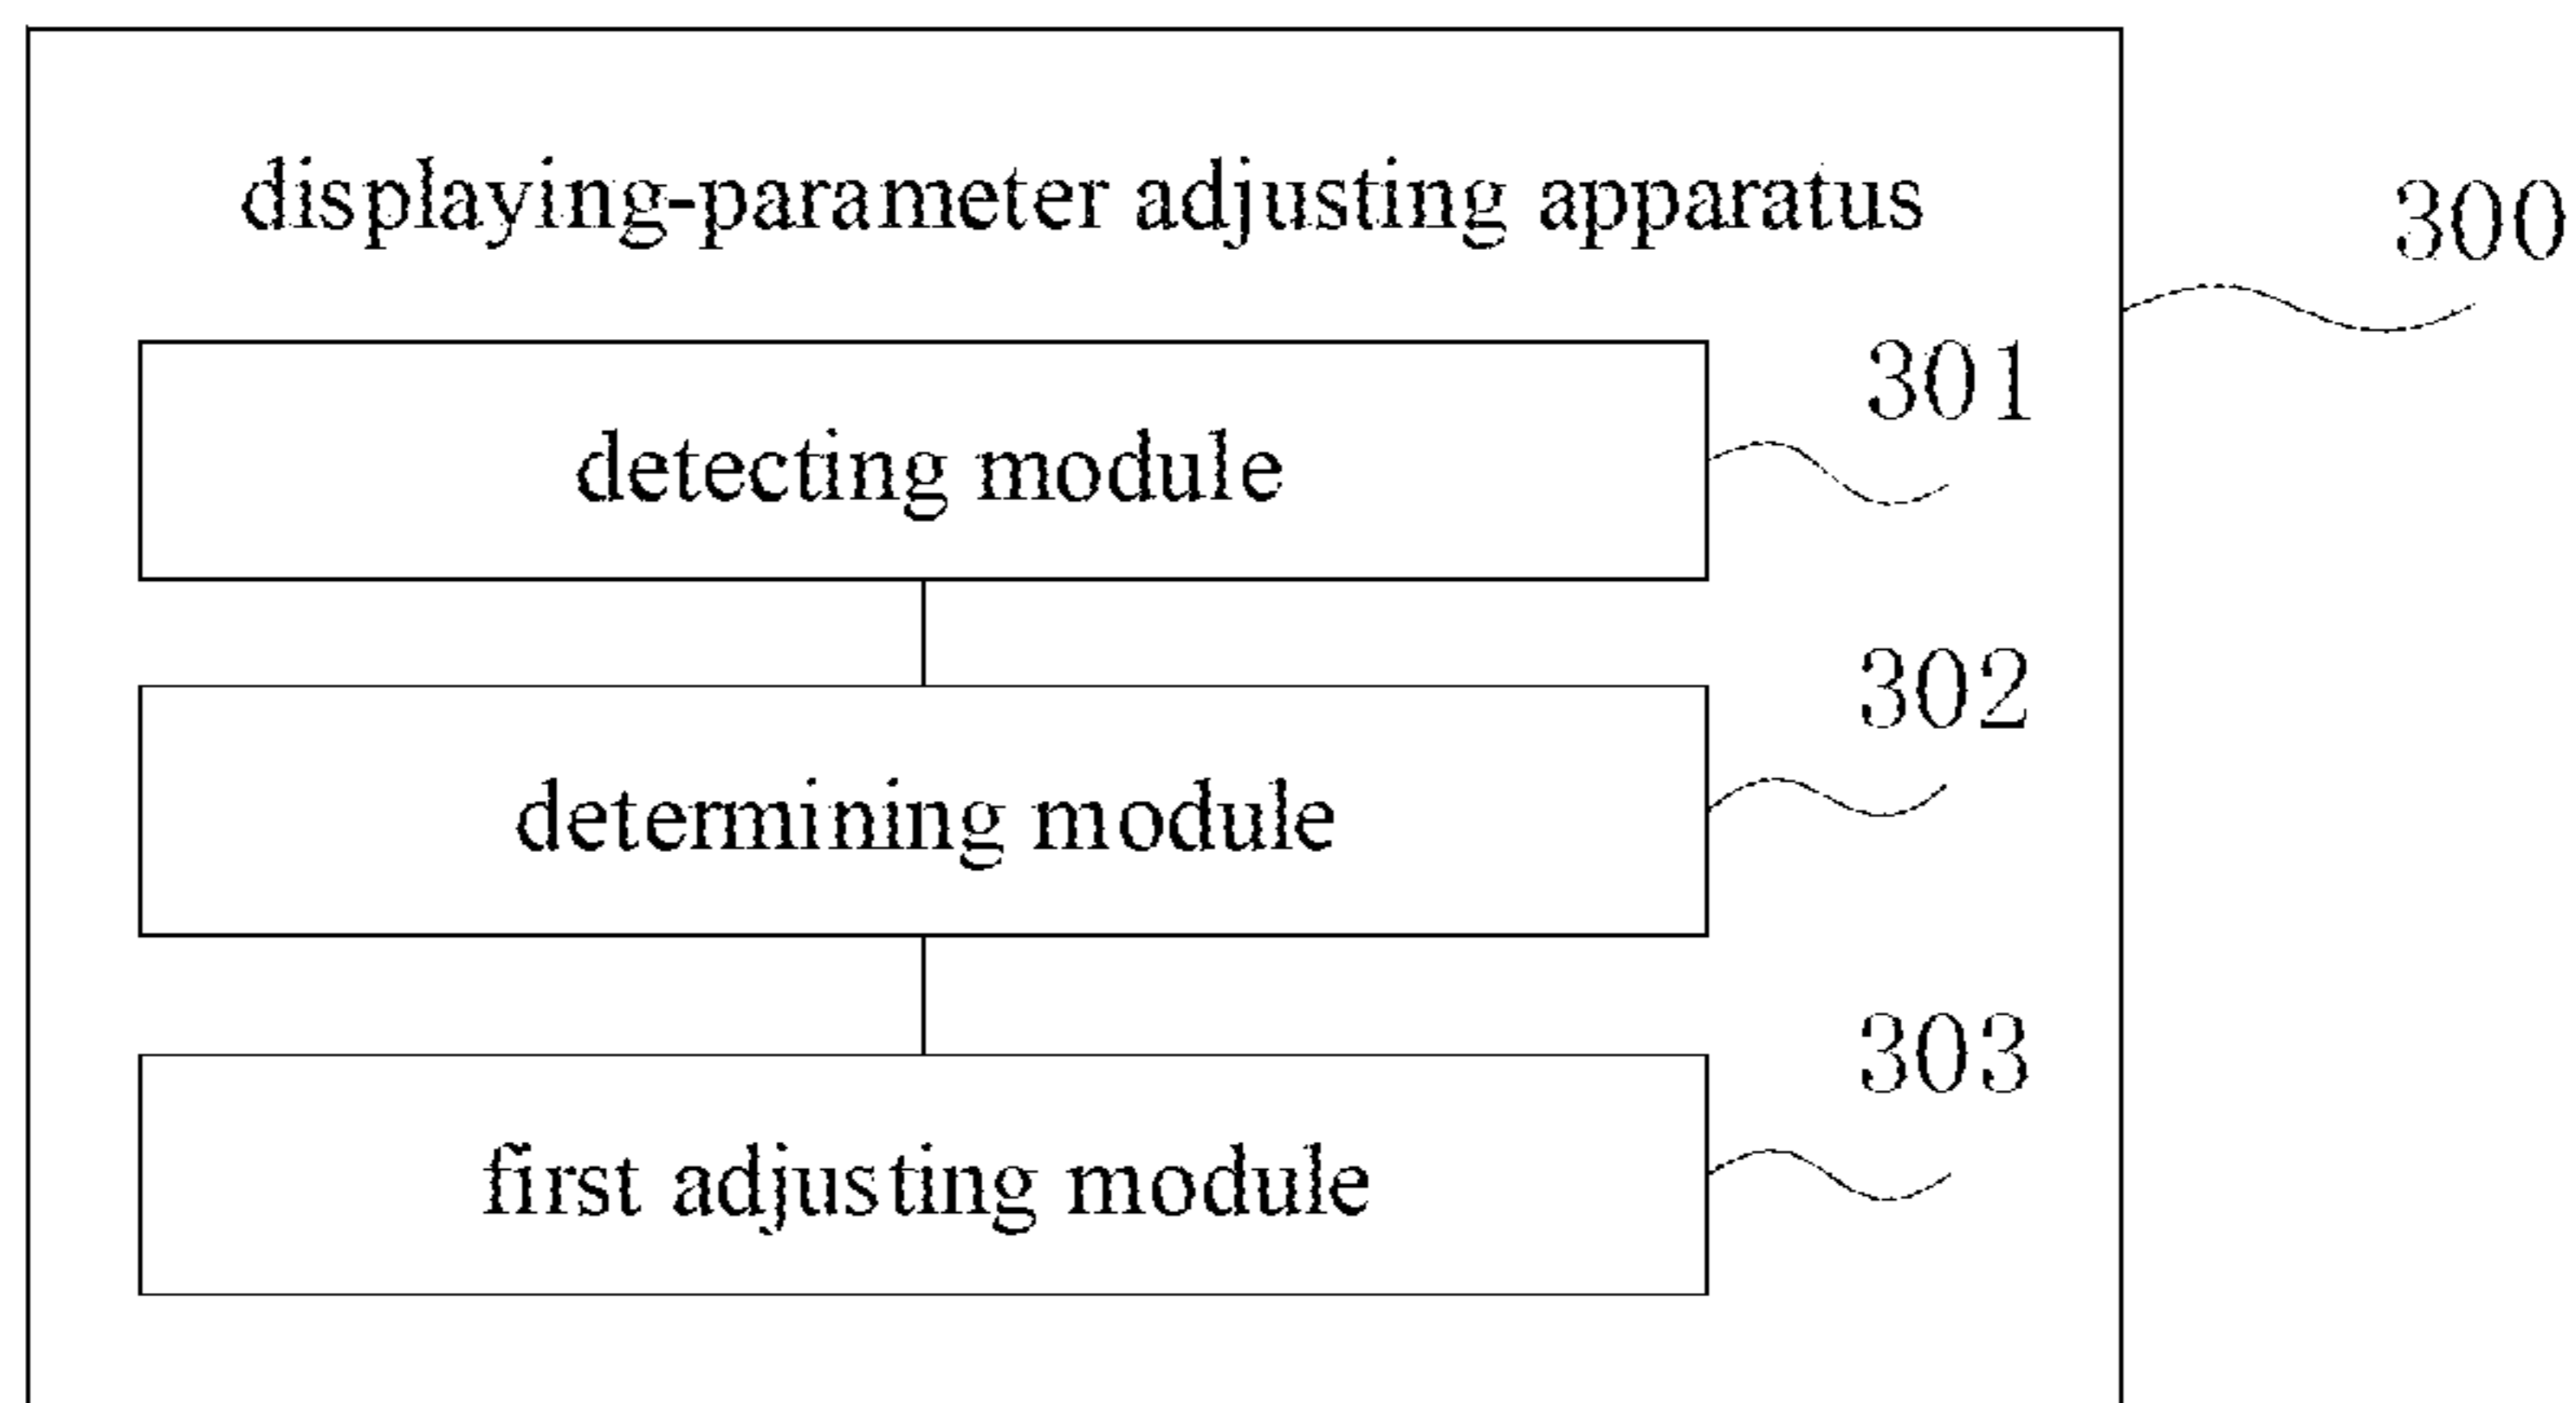 displaying-parameter adjusting apparatus
300
301
detecting module
302
determining module
303
first adjusting module